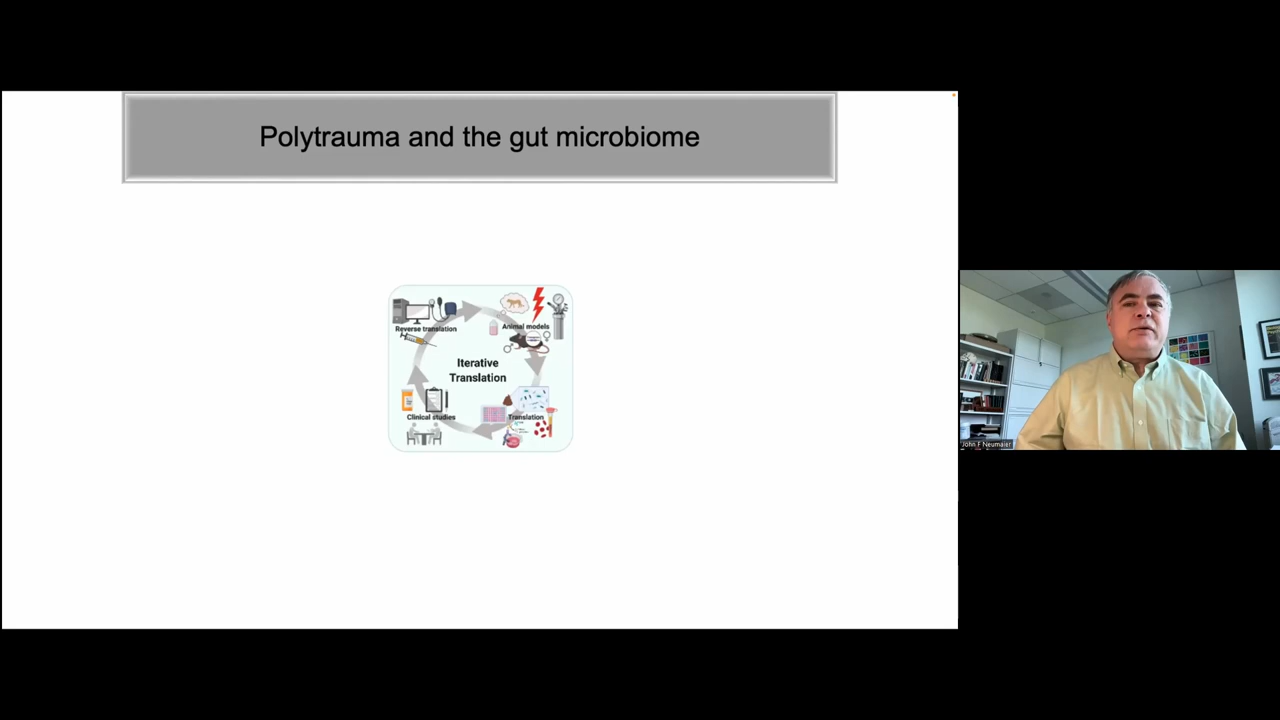 Polytrauma and the gut microbiome
Reverse translation
Animal models
Iterative
Translation
Clinical studies
Translation
John F Neumaier